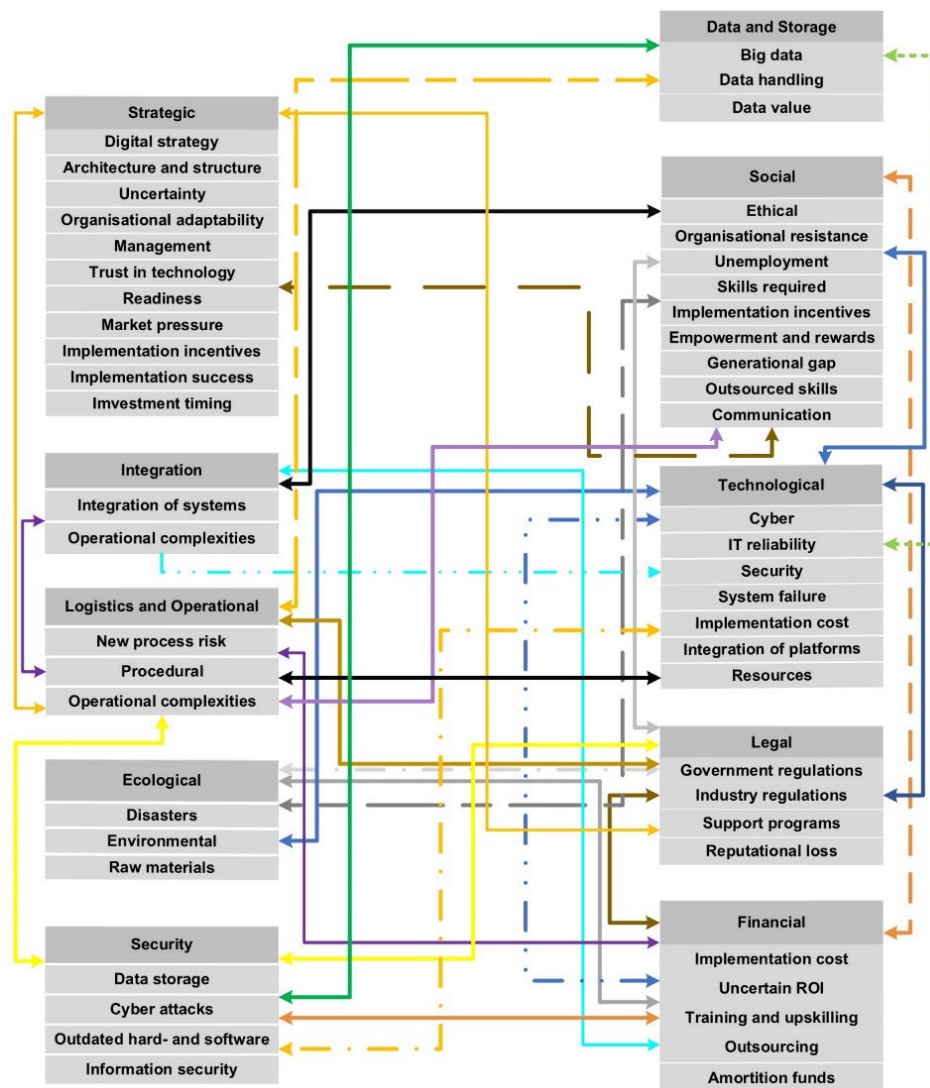 Strategic
Digital strategy
Architecture and structure
Uncertainty
Organisational adaptability
Management
Trust in technology
Readiness
Market pressure
Implementation incentives
Implementation success
Imvestment timing
Integration
Integration of systems
Operational complexities
Logistics and Operational
New process risk
Procedural
Operational complexities
Ecological
Disasters
Environmental
Raw materials
Security
Data storage
Cyber attacks
Outdated hard- and software
Information security
Data and Storage
Big data
Data handling
Data value
Social
Ethical
Organisational resistance
Unemployment
Skills required
Implementation incentives
Empowerment and rewards
Generational gap
Outsourced skills
Communication
Technological
Cyber
IT reliability
Security
System failure
Implementation cost
Integration of platforms
Resources
Legal
Government regulations
Industry regulations
Support programs
Reputational loss
Financial
Implementation cost
Uncertain ROI
Training and upskilling
Outsourcing
Amortition funds